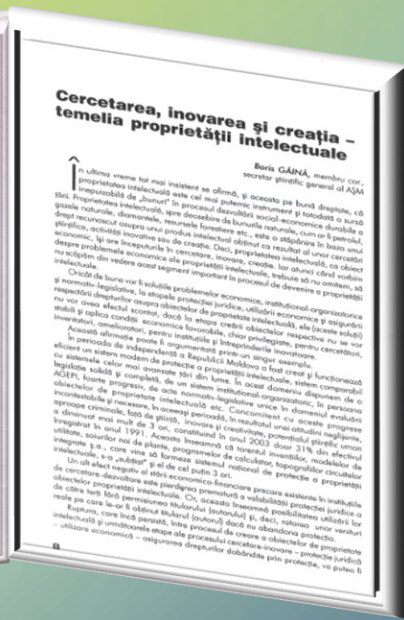 Cercetarea, inovarea și creația –
temelia proprietății intelectuale
Boris GĂINĂ, membru cor.,
secretar științific general al AȘM
În ultima vreme tot mai insistent se afirmă, și aceasta pe bună dreptate, că
proprietatea intelectuală este cel mai puternic instrument și totodată o sursă
inepuizabilă de „bunuri” în procesul dezvoltării social-economice durabile a
țării. Proprietatea intelectuală, spre deosebire de bunurile naturale, cum ar fi petrolul,
gazele naturale, diamantele, resursele forestiere etc., este o stăpânire în baza unui
drept recunoscut asupra unui produs intelectual obținut ca rezultat al unor cercetări
științifice, activități inovative sau de creație. Deci, proprietatea intelectuală, ca obiect
economic, își are începuturile în cercetare, inovare, creație. Iar atunci când vorbim
despre problemele economice ale proprietății intelectuale, trebuie să nu omitem, să
nu scăpăm din vedere acest segment important în procesul de devenire a proprietății
intelectuale.
Oricât de bune vor fi soluțiile problemelor economice, instituțional-organizatorice
și normativ-legislative, la etapele protecției juridice, utilizării economice și asigurării
respectării drepturilor asupra obiectelor de proprietate intelectuală, ele (aceste soluții)
nu vor avea efectul scontat, dacă la etapa creării obiectelor respective nu se vor
stabili și aplica condiții economice favorabile, chiar privilegiate, pentru cercetători,
inventatori, amelioratori, pentru instituțiile și întreprinderile inovatoare.
Această afirmație poate fi argumentată printr-un singur exemplu.
În perioada de independență a Republicii Moldova a fost creat și funcționează
eficient un sistem modern de protecție a proprietății intelectuale, sistem comparabil
cu sistemele celor mai avansate țări din lume. În acest domeniu dispunem de o
legislație solidă și completă, de un sistem instituțional-organizatoric, în persoana
AGEPI, foarte progresiv, de acte normativ-legislative unice în domeniul evaluării
obiectelor de proprietate intelectuală etc. Concomitent cu aceste progrese
incontestabile și necesare, în aceeași perioadă, în rezultatul unei atitudini neglijente,
aproape criminale, față de știință, inovare și creativitate, potențialul științific uman
a diminuat mai mult de 3 ori, constituind în anul 2003 doar 31% din efectivul
înregistrat în anul 1991. Aceasta înseamnă că torentul invențiilor, modelelor de
utilitate, soiurilor noi de plante, programelor de calculator, topografiilor circuitelor
integrate ș.a., care vine să formeze sistemul național de protecție a proprietății
intelectuale, s-a „subțiat” și el de cel puțin 3 ori.
Un alt efect negativ al stării economico-financiare precare existente în instituțiile
de cercetare-dezvoltare este pierderea prematură a valabilității protecției juridice a
obiectelor proprietății intelectuale. Or, aceasta înseamnă posibilitatea utilizării lor
de către terți fără permisiunea titularului (autorului) și, deci, ratarea unor venituri
reale pe care le-ar fi obținut titularul (autorul) dacă nu abandona protecția.
Ruptura, care încă persistă, între procesul de creare a obiectelor de proprietate
intelectuală și următoarele etape ale procesului cercetare-inovare – protecție juridică
– utilizare economică – asigurarea drepturilor dobândite prin protecție, va putea fi